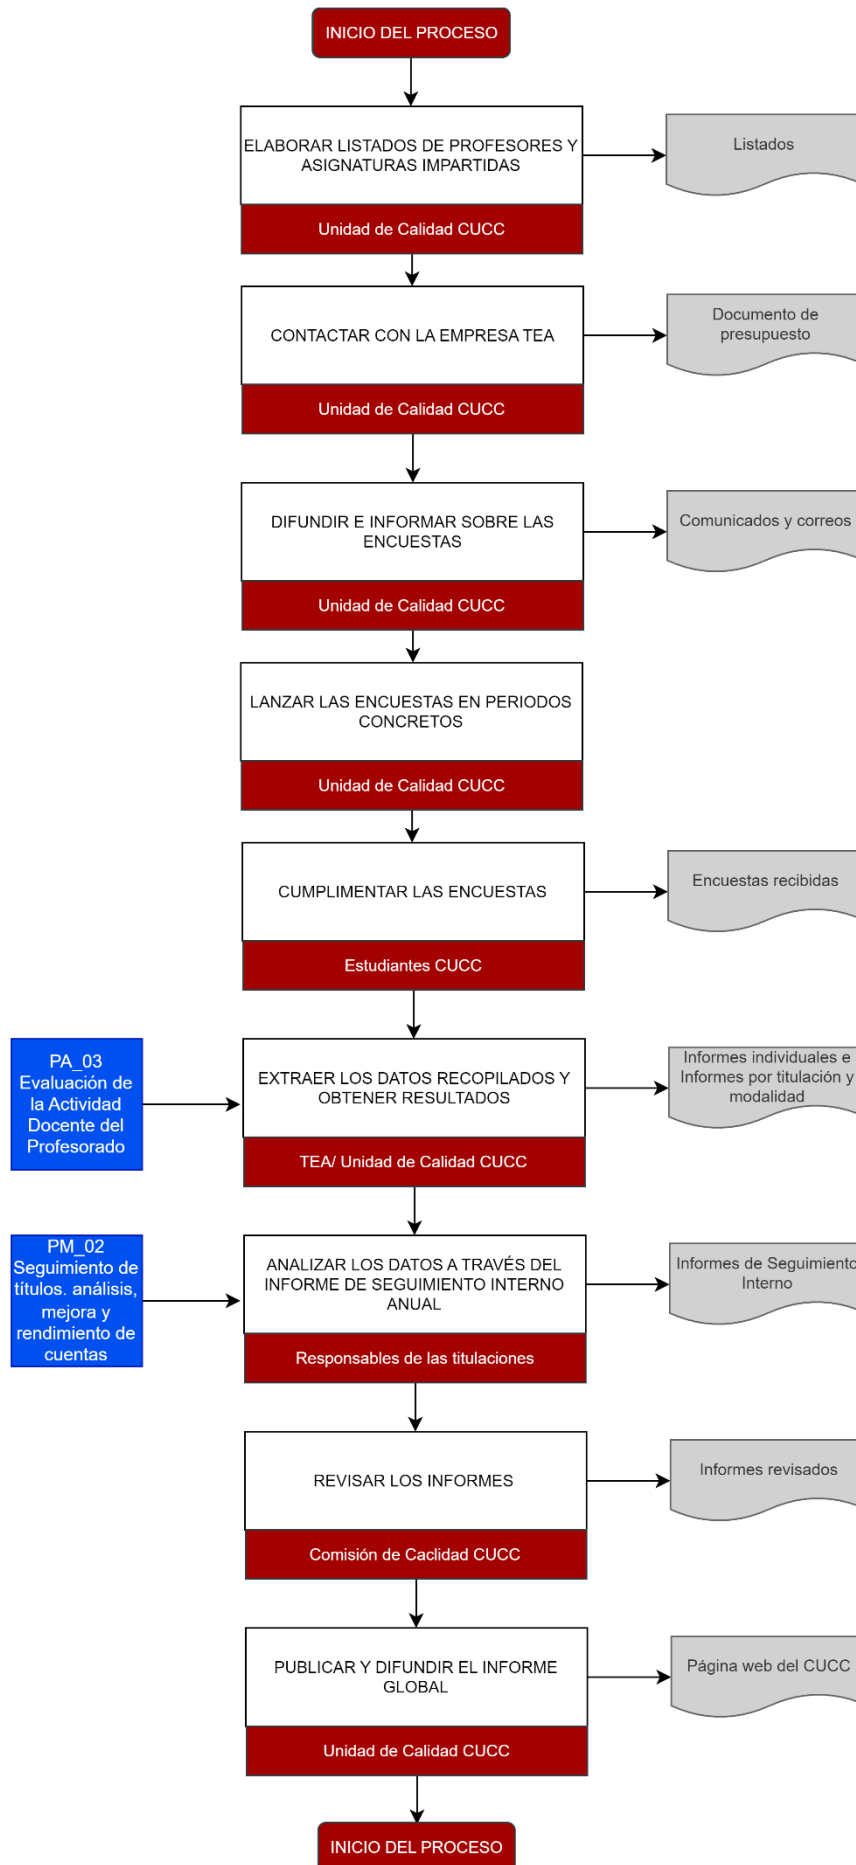 INICIO DEL PROCESO
ELABORAR LISTADOS DE PROFESORES Y
ASIGNATURAS IMPARTIDAS
Unidad de Calidad CUCC
Listados
CONTACTAR CON LA EMPRESA TEA
Unidad de Calidad CUCC
Documento de
presupuesto
DIFUNDIR E INFORMAR SOBRE LAS
ENCUESTAS
Unidad de Calidad CUCC
Comunicados y correos
LANZAR LAS ENCUESTAS EN PERIODOS
CONCRETOS
Unidad de Calidad CUCC
CUMPLIMENTAR LAS ENCUESTAS
Estudiantes CUCC
Encuestas recibidas
PA_03
Evaluación de
la Actividad
Docente del
Profesorado
EXTRAER LOS DATOS RECOPILADOS Y
OBTENER RESULTADOS
TEA/ Unidad de Calidad CUCC
Informes individuales e
Informes por titulación y
modalidad
PM_02
Seguimiento de
títulos. análisis,
mejora y
rendimiento de
cuentas
ANALIZAR LOS DATOS A TRAVÉS DEL
INFORME DE SEGUIMIENTO INTERNO
ANUAL
Responsables de las titulaciones
Informes de Seguimiento
Interno
REVISAR LOS INFORMES
Comisión de Caclidad CUCC
Informes revisados
PUBLICAR Y DIFUNDIR EL INFORME
GLOBAL
Unidad de Calidad CUCC
Página web del CUCC
INICIO DEL PROCESO